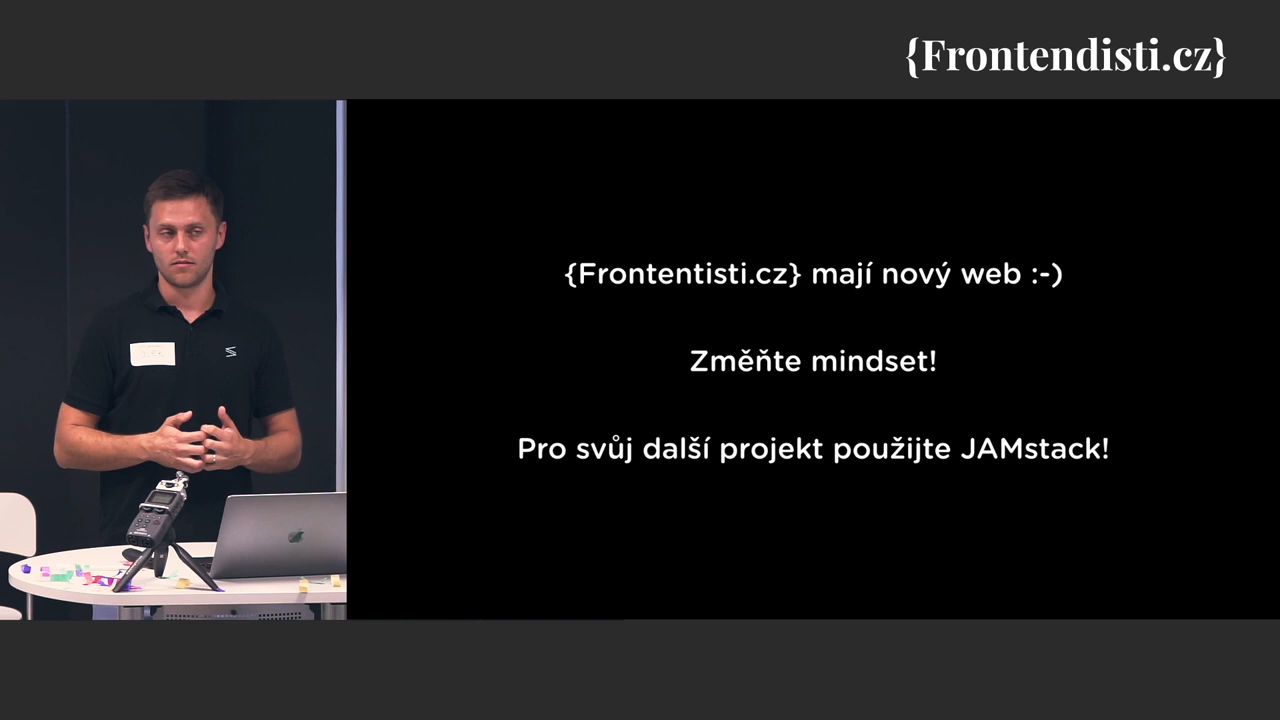 {Frontendisti.cz}
{Frontentisti.cz} mají nový web :-)
Změňte mindset!
Pro svůj další projekt použijte JAMstack!